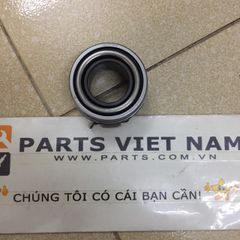 PARTS VIET NAM
WWW.PARTS.COM.VN
CHÚNG TÔI CÓ CÁI BẠN CẦN!